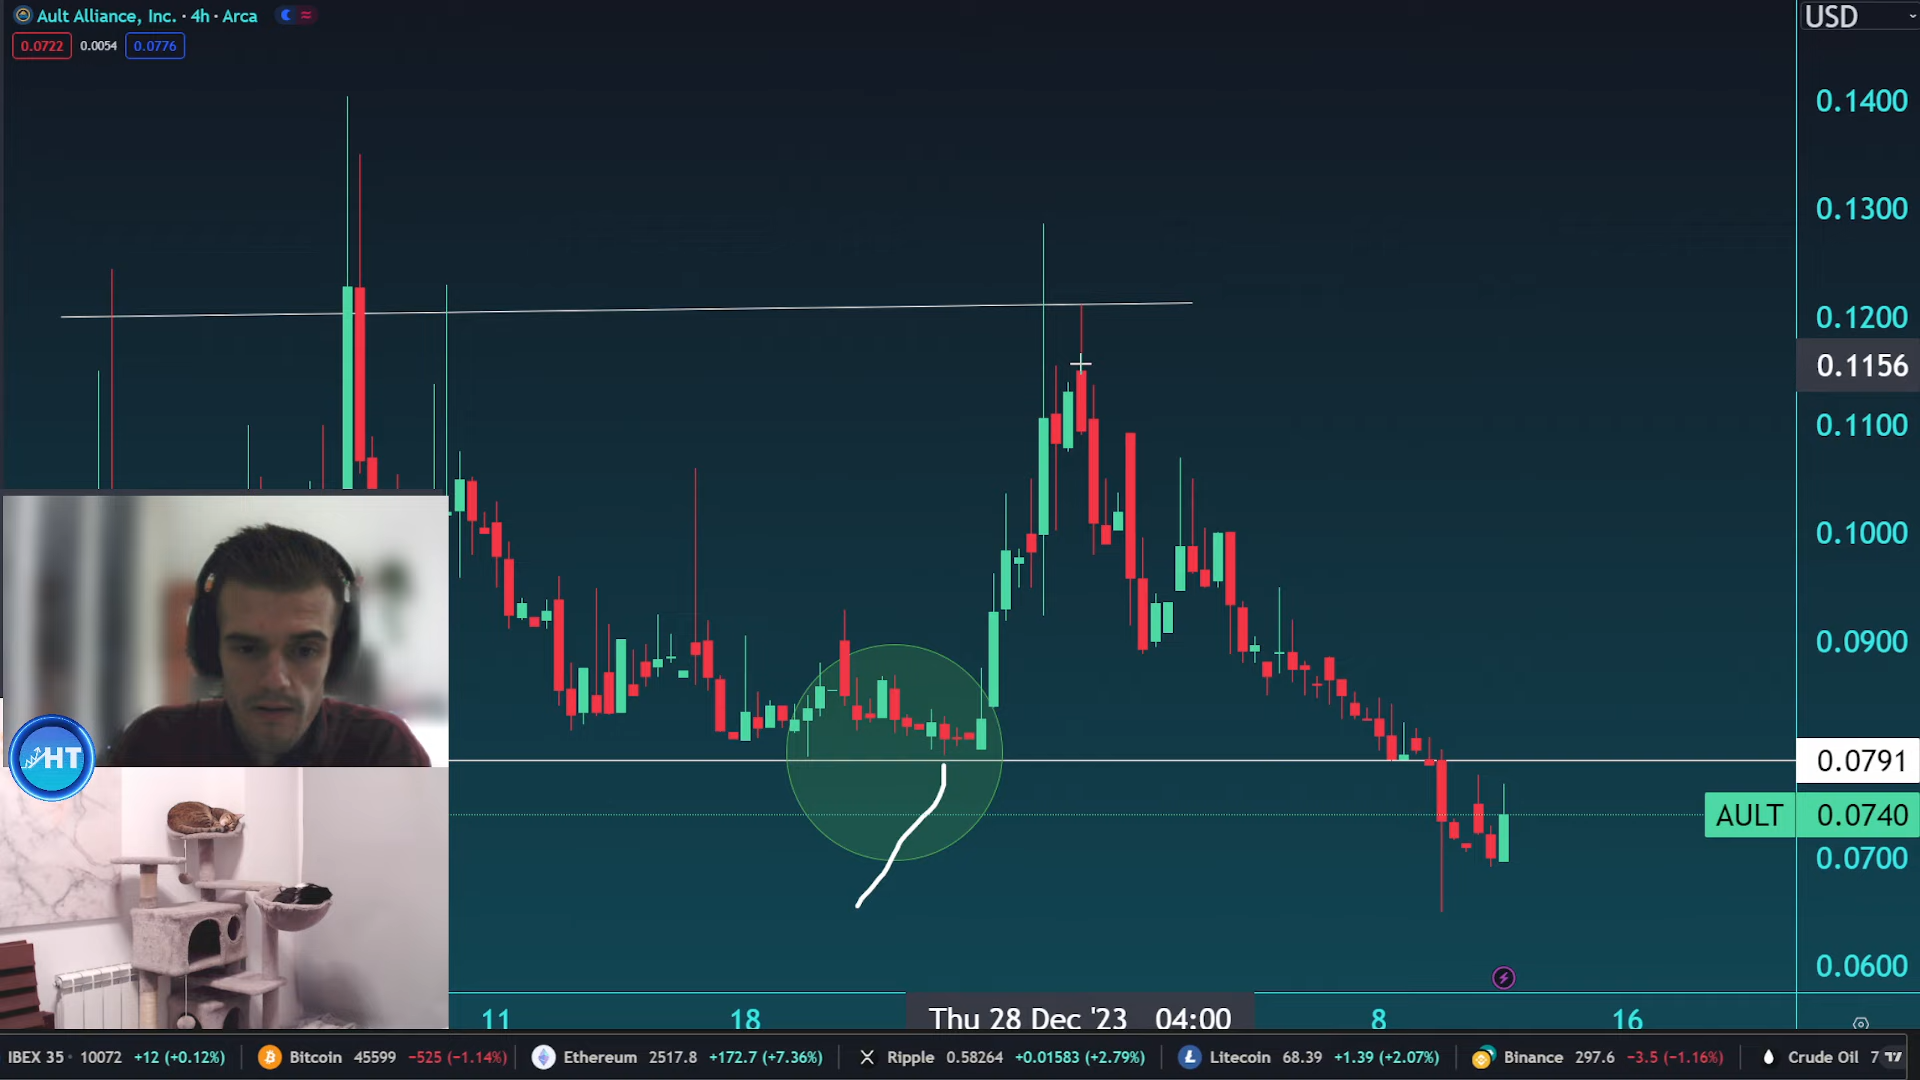 Ault Alliance, Inc. · 4h · Arca
0.0722 0.0054 0.0776
USD
0.1400
0.1300
0.1200
0.1156
0.1100
0.1000
0.0900
0.0791
AULT 0.0740
0.0700
0.0600
HT
11 18 Thu 28 Dec '23 04:00 8 16
IBEX 35 · 10072 +12 (+0.12%) Bitcoin 45599 −525 (−1.14%) Ethereum 2517.8 +172.7 (+7.36%) Ripple 0.58264 +0.01583 (+2.79%) Litecoin 68.39 +1.39 (+2.07%) Binance 297.6 −3.5 (−1.16%) Crude Oil 7